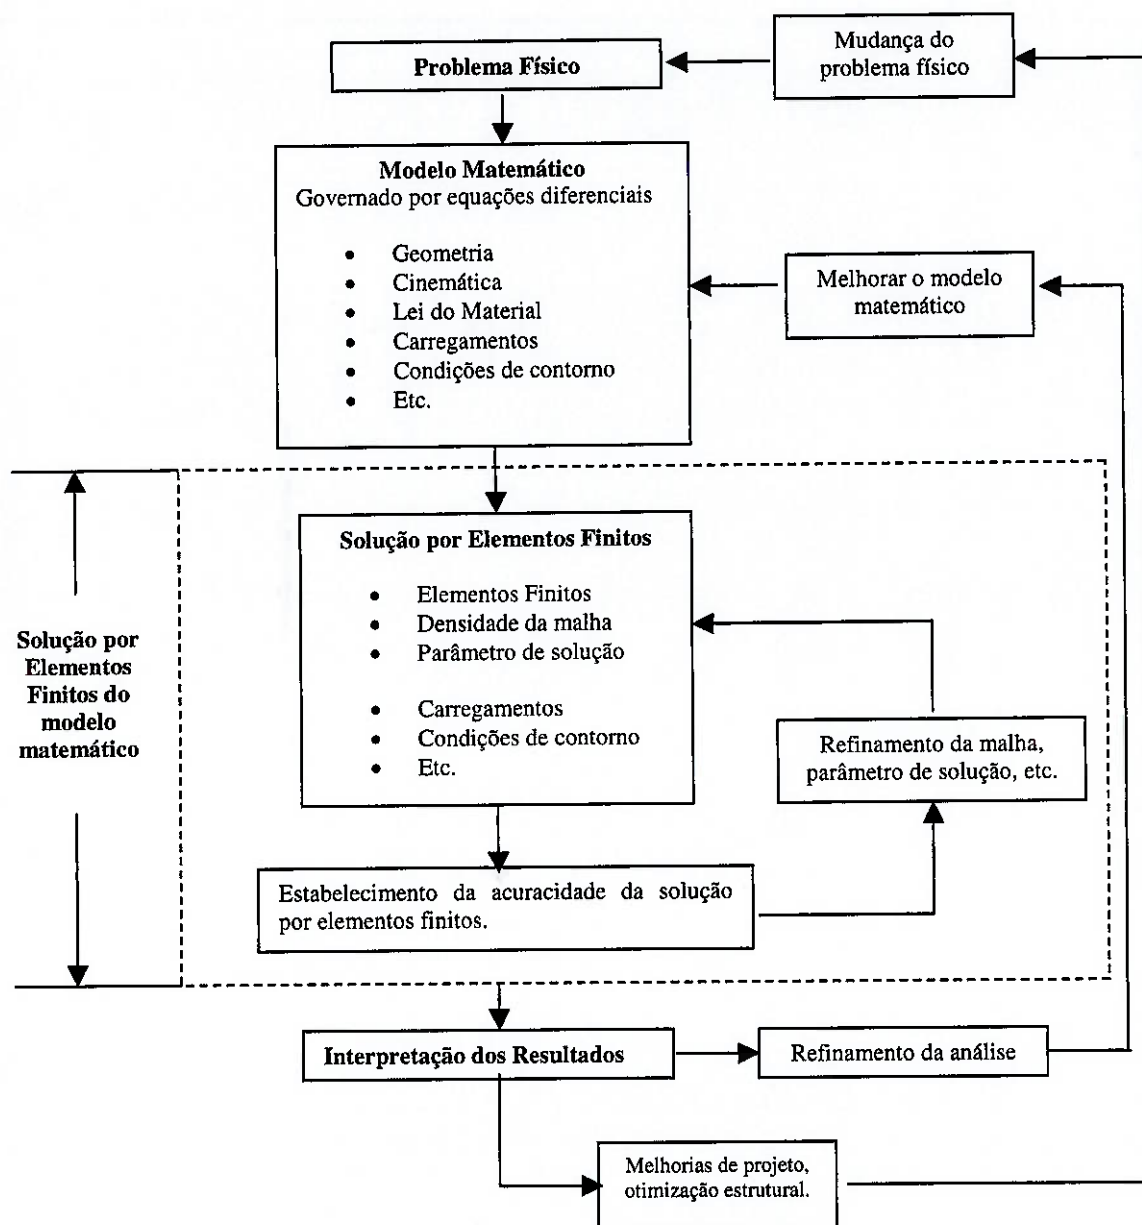 Problema Físico
Mudança do
problema físico
Modelo Matemático
Governado por equações diferenciais
• Geometria
• Cinemática
• Lei do Material
• Carregamentos
• Condições de contorno
• Etc.
Melhorar o modelo
matemático
Solução por
Elementos
Finitos do
modelo
matemático
Solução por Elementos Finitos
• Elementos Finitos
• Densidade da malha
• Parâmetro de solução
• Carregamentos
• Condições de contorno
• Etc.
Refinamento da malha,
parâmetro de solução, etc.
Estabelecimento da acuracidade da solução
por elementos finitos.
Interpretação dos Resultados
Refinamento da análise
Melhorias de projeto,
otimização estrutural.